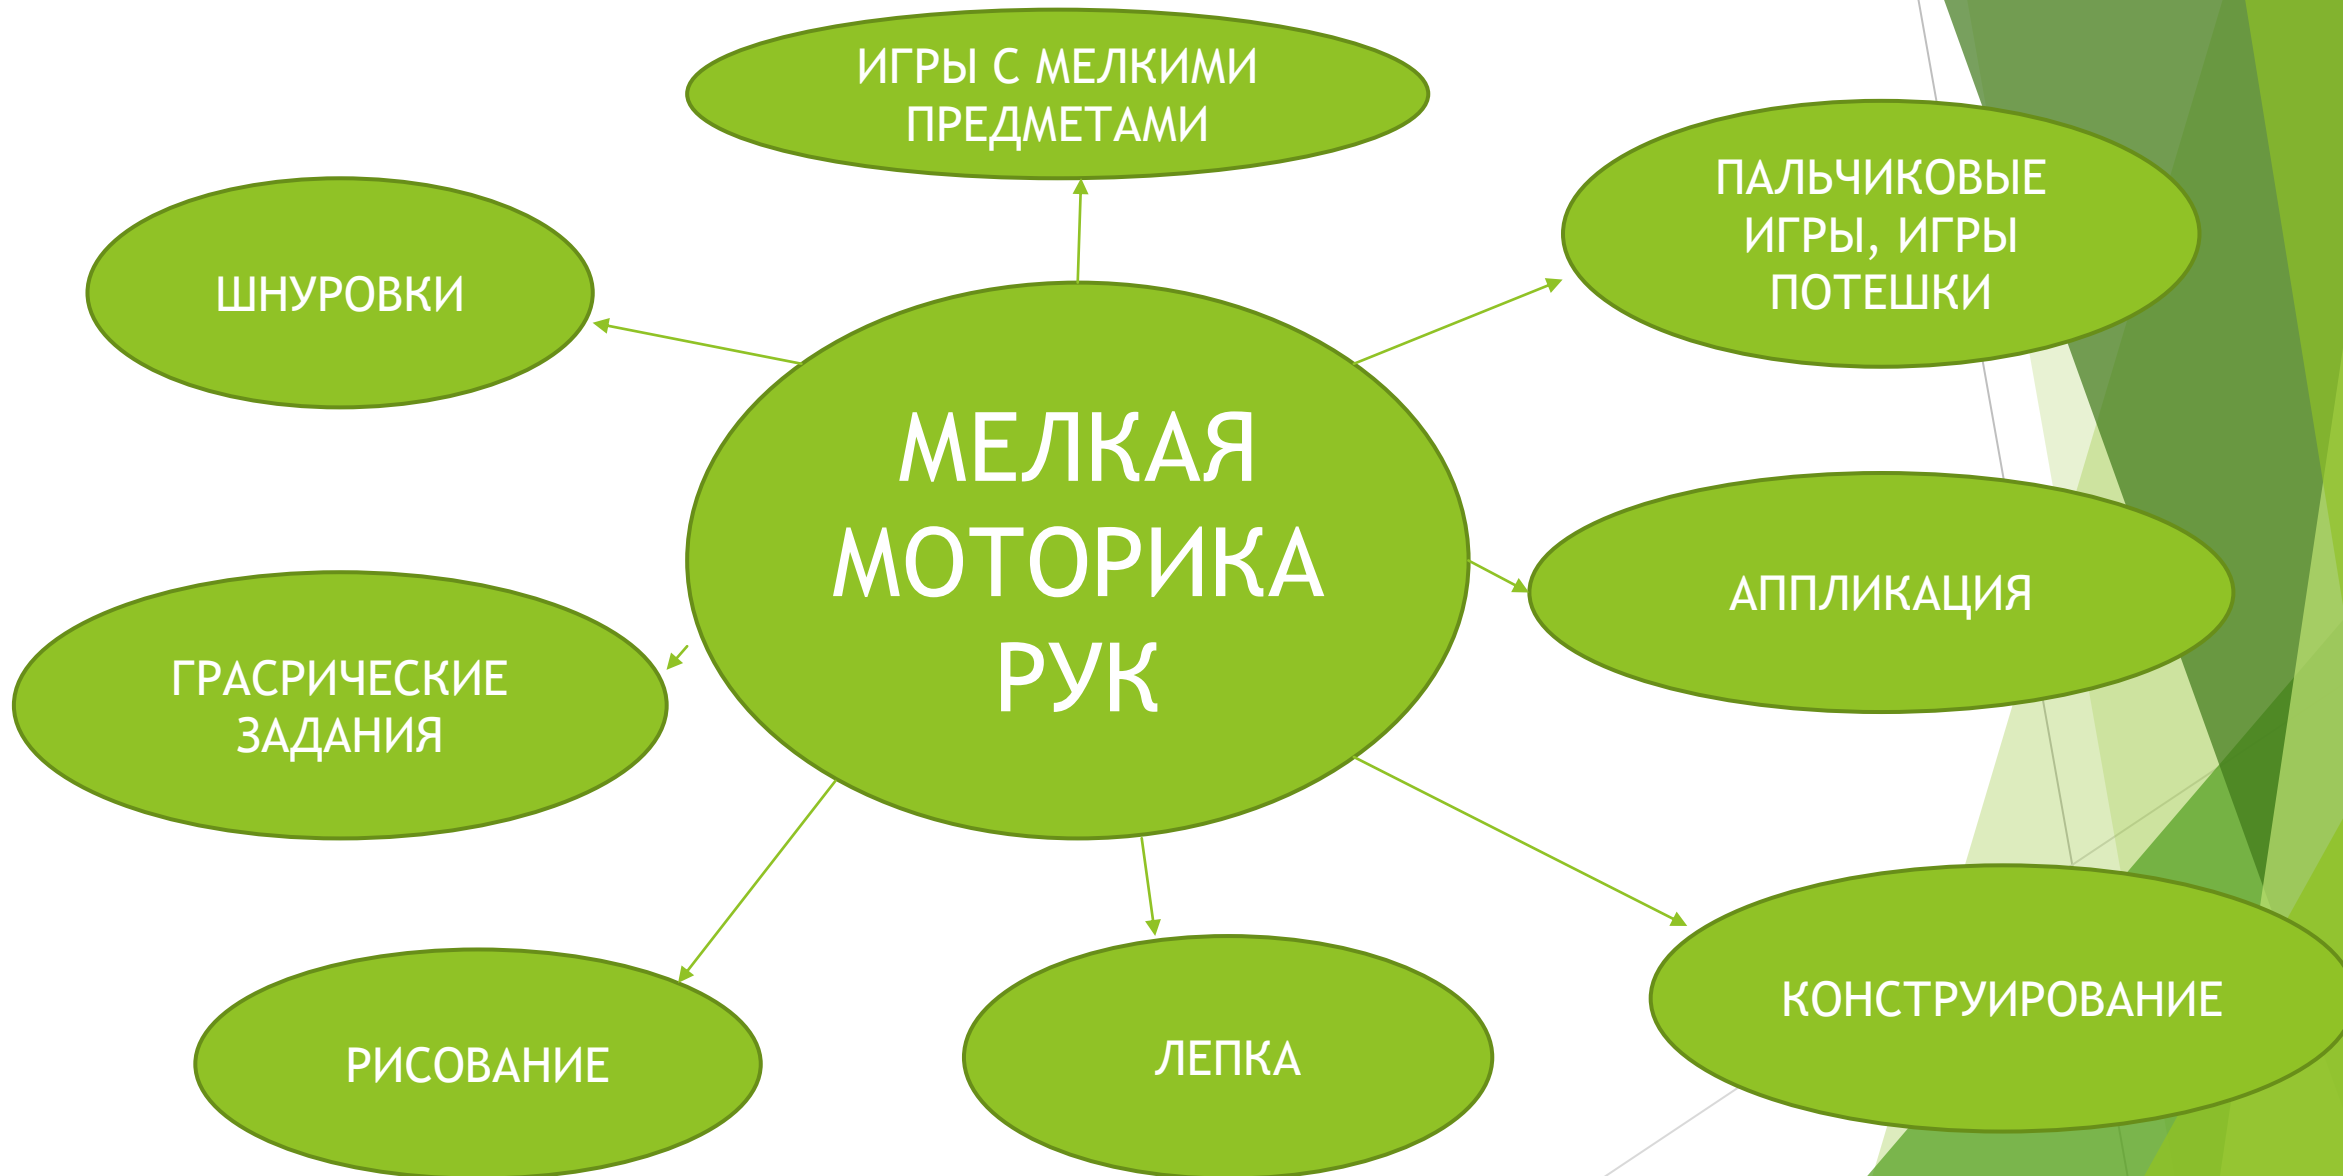 ИГРЫ С МЕЛКИМИ
ПРЕДМЕТАМИ
ПАЛЬЧИКОВЫЕ
ИГРЫ, ИГРЫ
ПОТЕШКИ
ШНУРОВКИ
МЕЛКАЯ
МОТОРИКА
РУК
АППЛИКАЦИЯ
ГРАСРИЧЕСКИЕ
ЗАДАНИЯ
КОНСТРУИРОВАНИЕ
РИСОВАНИЕ
ЛЕПКА